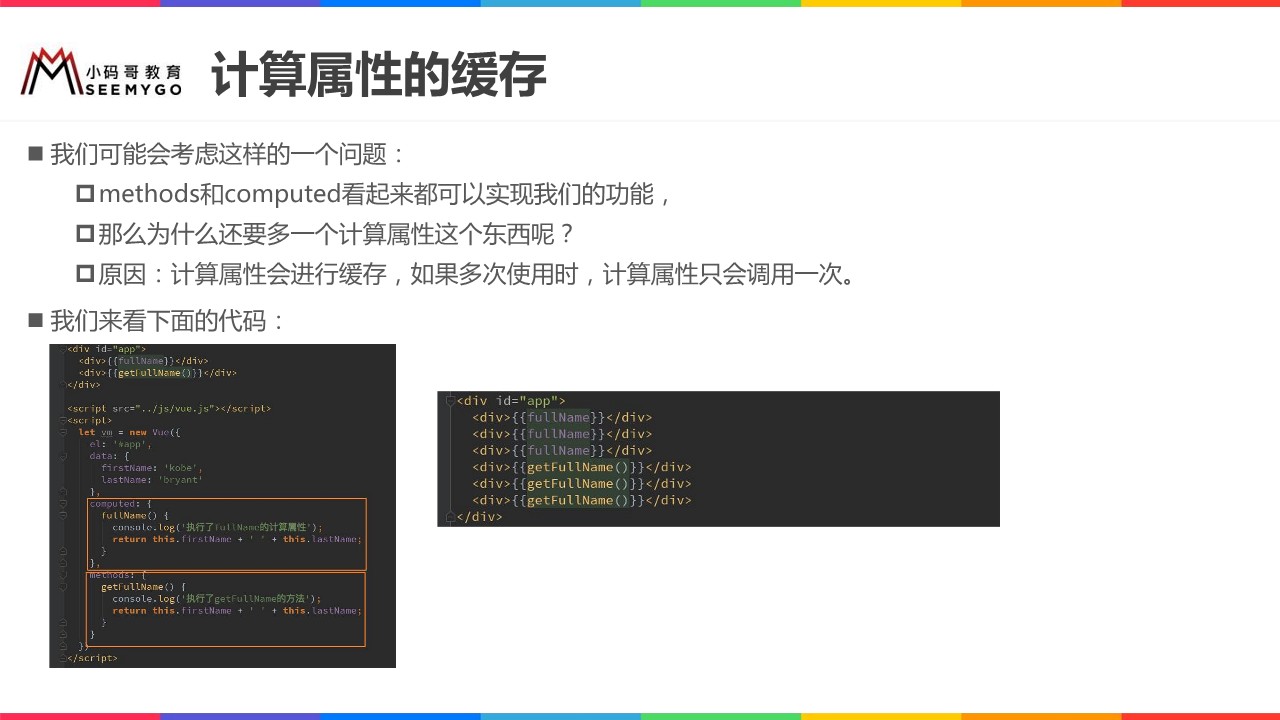 小码哥教育
SEEMYGO
计算属性的缓存
我们可能会考虑这样的一个问题：
methods和computed看起来都可以实现我们的功能，
那么为什么还要多一个计算属性这个东西呢？
原因：计算属性会进行缓存，如果多次使用时，计算属性只会调用一次。
我们来看下面的代码：
<div id="app">
<div>{{fullName}}</div>
<div>{{getFullName()}}</div>
</div>
<script src="../js/vue.js"></script>
<script>
let vm = new Vue({
el: '#app',
data: {
firstName: 'kobe',
lastName: 'bryant'
},
computed: {
fullName() {
console.log('执行了fullName的计算属性');
return this.firstName + ' ' + this.lastName;
}
},
methods: {
getFullName() {
console.log('执行了getFullName的方法');
return this.firstName + ' ' + this.lastName;
}
}
})
</script>
<div id="app">
<div>{{fullName}}</div>
<div>{{fullName}}</div>
<div>{{fullName}}</div>
<div>{{getFullName()}}</div>
<div>{{getFullName()}}</div>
<div>{{getFullName()}}</div>
</div>